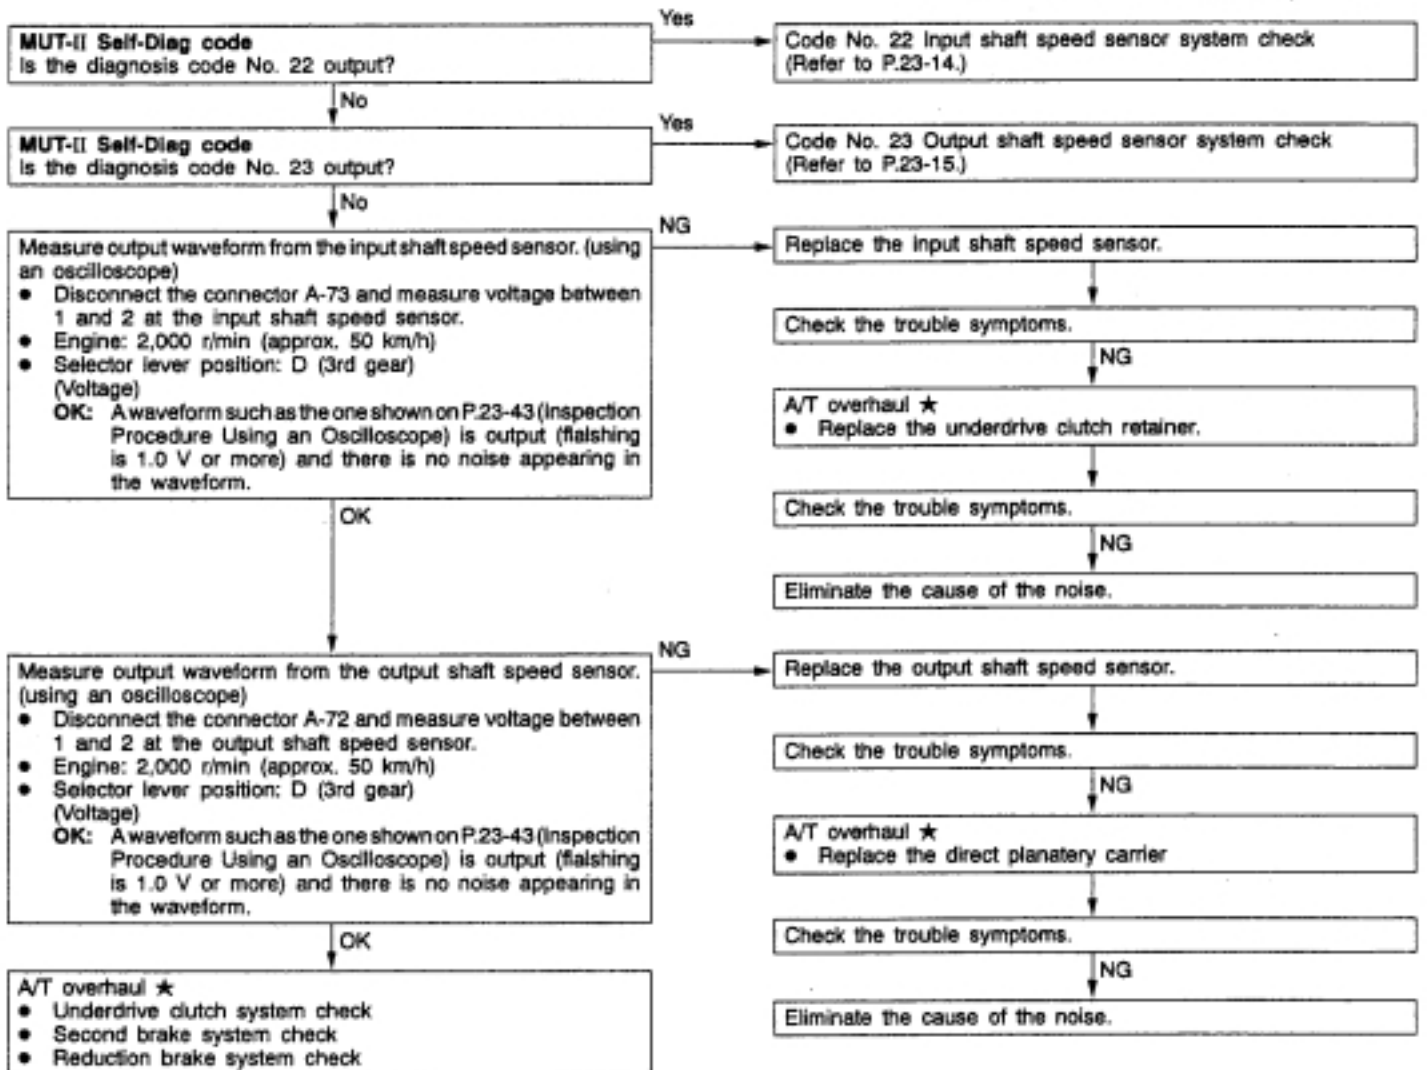 MUT-II Self-Diag code
Is the diagnosis code No. 22 output?
Yes
Code No. 22 Input shaft speed sensor system check
(Refer to P.23-14.)
No
MUT-II Self-Diag code
Is the diagnosis code No. 23 output?
Yes
Code No. 23 Output shaft speed sensor system check
(Refer to P.23-15.)
No
Measure output waveform from the input shaft speed sensor. (using
an oscilloscope)
● Disconnect the connector A-73 and measure voltage between
1 and 2 at the input shaft speed sensor.
● Engine: 2,000 r/min (approx. 50 km/h)
● Selector lever position: D (3rd gear)
(Voltage)
OK: A waveform such as the one shown on P.23-43 (Inspection
Procedure Using an Oscilloscope) is output (flalshing
is 1.0 V or more) and there is no noise appearing in
the waveform.
NG
Replace the input shaft speed sensor.
Check the trouble symptoms.
NG
A/T overhaul ★
● Replace the underdrive clutch retainer.
Check the trouble symptoms.
NG
Eliminate the cause of the noise.
OK
Measure output waveform from the output shaft speed sensor.
(using an oscilloscope)
● Disconnect the connector A-72 and measure voltage between
1 and 2 at the output shaft speed sensor.
● Engine: 2,000 r/min (approx. 50 km/h)
● Selector lever position: D (3rd gear)
(Voltage)
OK: A waveform such as the one shown on P.23-43 (Inspection
Procedure Using an Oscilloscope) is output (flalshing
is 1.0 V or more) and there is no noise appearing in
the waveform.
NG
Replace the output shaft speed sensor.
Check the trouble symptoms.
NG
A/T overhaul ★
● Replace the direct planatery carrier
Check the trouble symptoms.
NG
Eliminate the cause of the noise.
OK
A/T overhaul ★
● Underdrive clutch system check
● Second brake system check
● Reduction brake system check